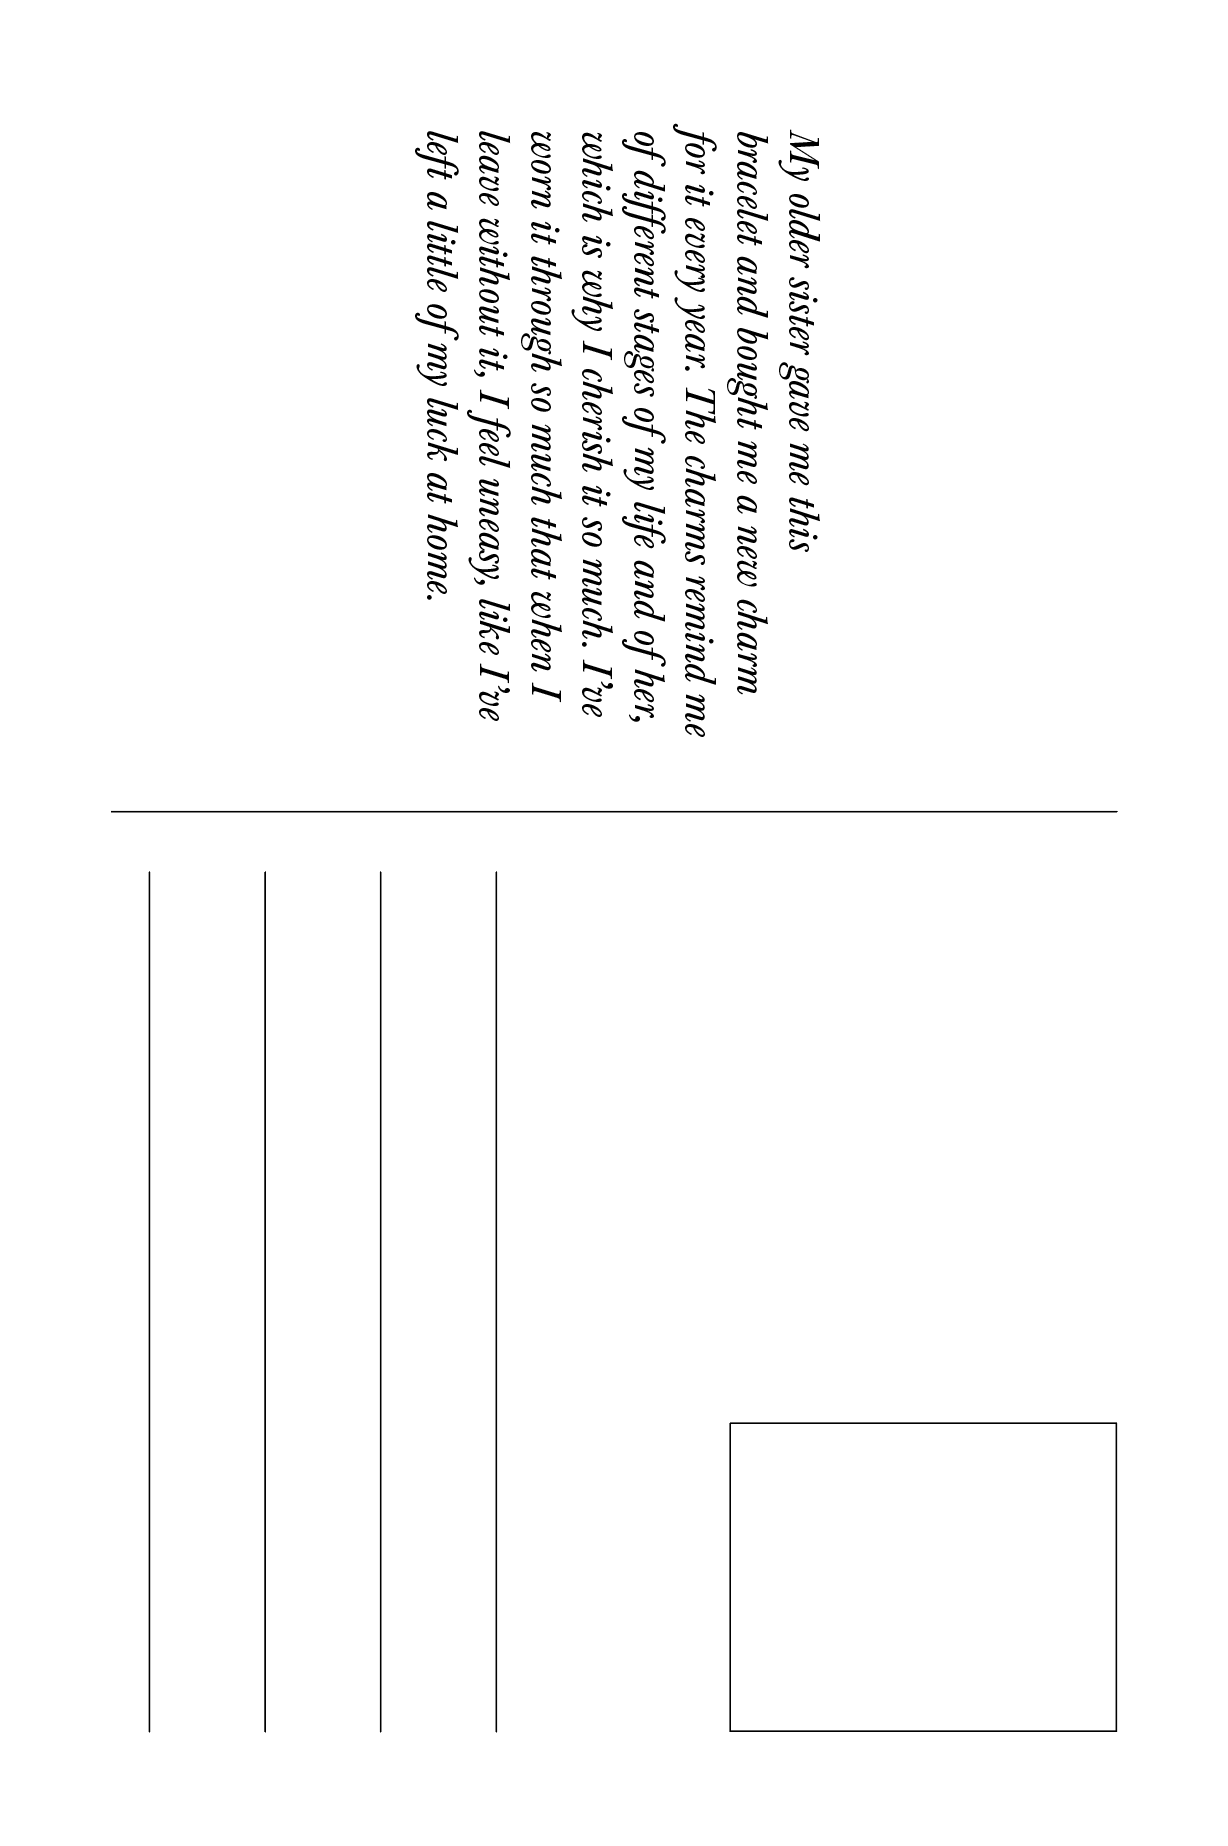 My older sister gave me this
bracelet and bought me a new charm
for it every year. The charms remind me
of different stages of my life and of her,
which is why I cherish it so much. I’ve
worn it through so much that when I
leave without it, I feel uneasy, like I’ve
left a little of my luck at home.